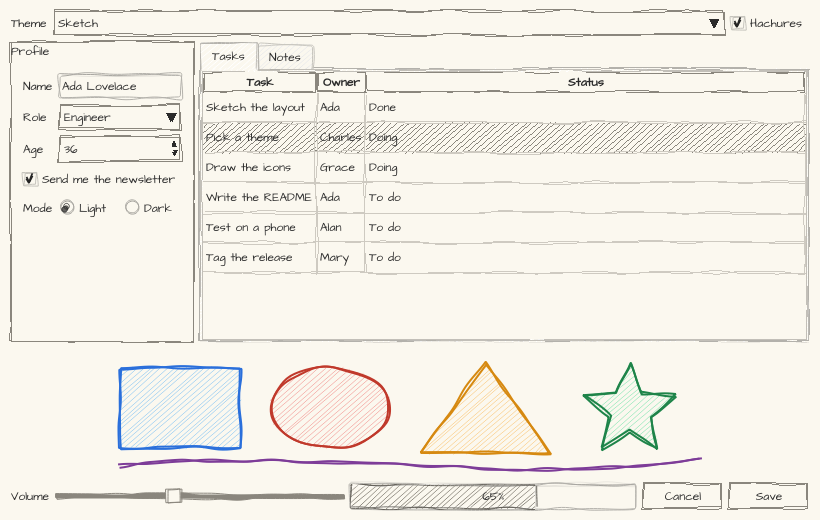 Theme Sketch Hachures
Profile
Name Ada Lovelace
Role Engineer
Age 36
Send me the newsletter
Mode Light Dark
Tasks Notes
Task Owner Status
Sketch the layout Ada Done
Pick a theme Charles Doing
Draw the icons Grace Doing
Write the README Ada To do
Test on a phone Alan To do
Tag the release Mary To do
Volume 65% Cancel Save